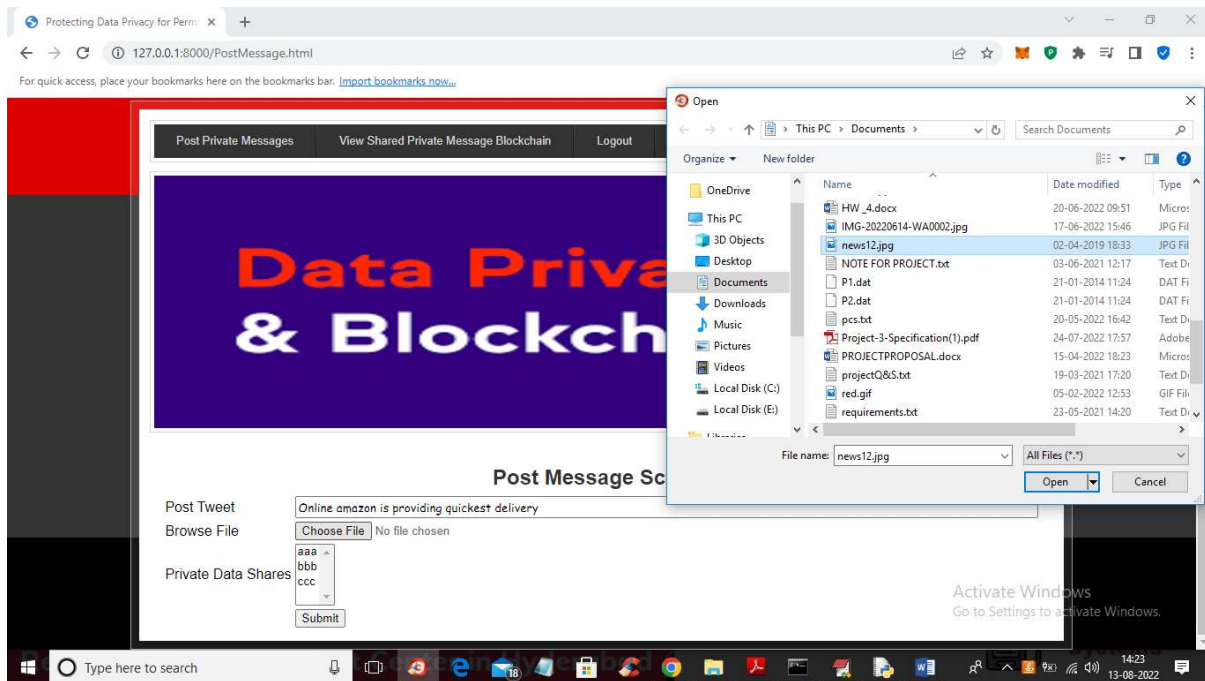 Protecting Data Privacy for Perm
127.0.0.1:8000/PostMessage.html
For quick access, place your bookmarks here on the bookmarks bar. Import bookmarks now...
Post Private Messages View Shared Private Message Blockchain Logout
Data Priva
& Blockch
Post Message Sc
Post Tweet Online amazon is providing quickest delivery
Browse File Choose File No file chosen
Private Data Shares
aaa
bbb
ccc
Submit
Open
This PC > Documents > Search Documents
Organize New folder
OneDrive
This PC
3D Objects
Desktop
Documents
Downloads
Music
Pictures
Videos
Local Disk (C:)
Local Disk (E:)
Name Date modified Type
HW _4.docx 20-06-2022 09:51 Micros
IMG-20220614-WA0002.jpg 17-06-2022 15:46 JPG Fil
news12.jpg 02-04-2019 18:33 JPG Fil
NOTE FOR PROJECT.txt 03-06-2021 12:17 Text D
P1.dat 21-01-2014 11:24 DAT Fi
P2.dat 21-01-2014 11:24 DAT Fi
pcs.txt 20-05-2022 16:42 Text D
Project-3-Specification(1).pdf 24-07-2022 17:57 Adobe
PROJECTPROPOSAL.docx 15-04-2022 18:23 Micros
projectQ&S.txt 19-03-2021 17:20 Text D
red.gif 05-02-2022 12:53 GIF Fil
requirements.txt 23-05-2021 14:20 Text D
File name: news12.jpg All Files (*.*)
Open Cancel
Activate Windows
Go to Settings to activate Windows.
Type here to search
18
14:23
13-08-2022